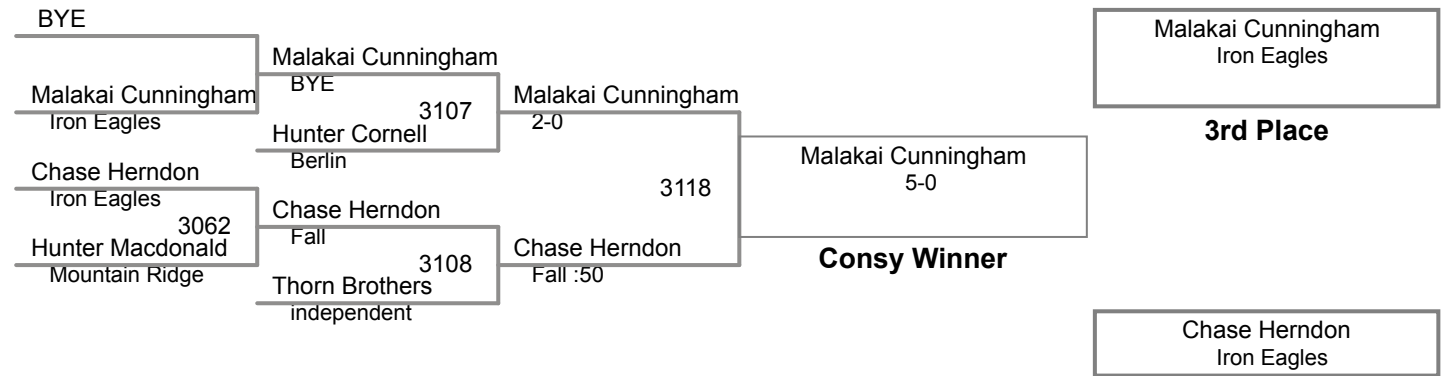 BYE
Malakai Cunningham
Iron Eagles
Chase Herndon
Iron Eagles
3062
Hunter Macdonald
Mountain Ridge
Malakai Cunningham
BYE
3107
Hunter Cornell
Berlin
Chase Herndon
Fall
3108
Thorn Brothers
independent
Malakai Cunningham
2-0
3118
Chase Herndon
Fall :50
Malakai Cunningham
5-0
Consy Winner
Malakai Cunningham
Iron Eagles
3rd Place
Chase Herndon
Iron Eagles